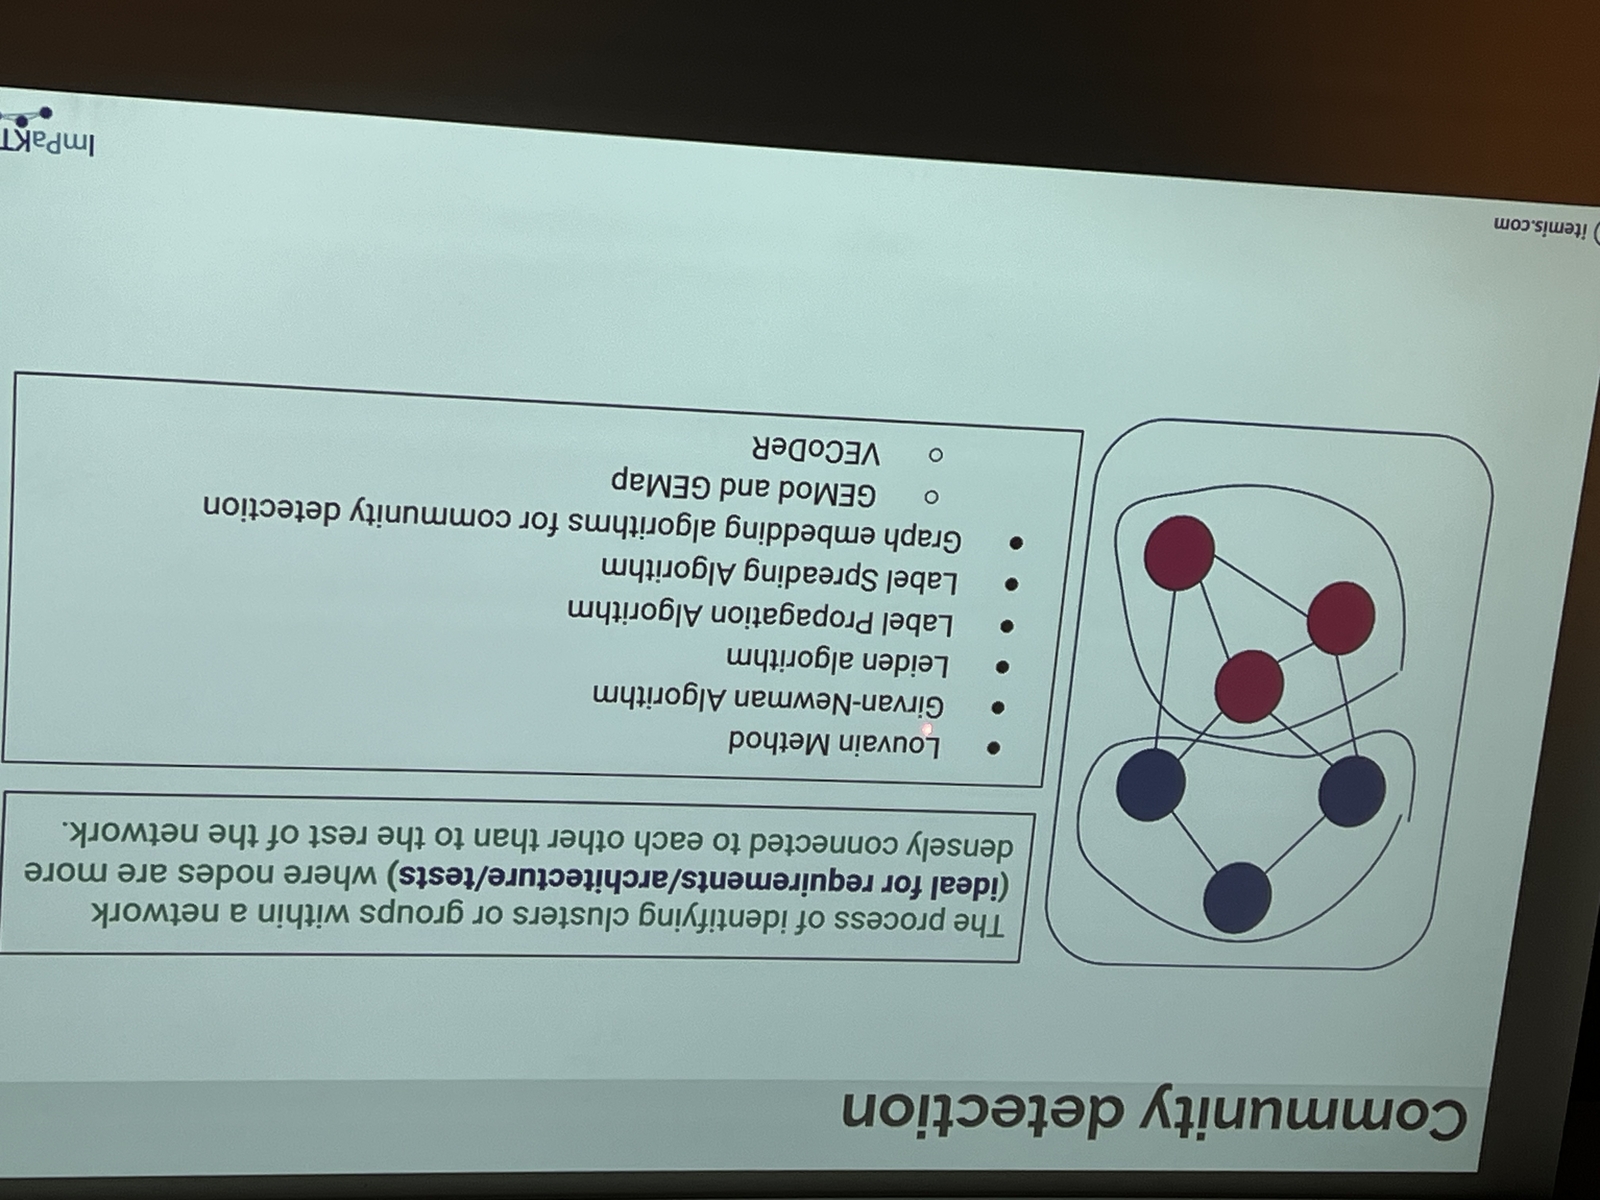 Community detection
The process of identifying clusters or groups within a network
(ideal for requirements/architecture/tests) where nodes are more
densely connected to each other than to the rest of the network.
● Louvain Method
● Girvan-Newman Algorithm
● Leiden algorithm
● Label Propagation Algorithm
● Label Spreading Algorithm
● Graph embedding algorithms for community detection
○ GEMod and GEMap
○ VECoDeR
itemis.com
ImPaKT